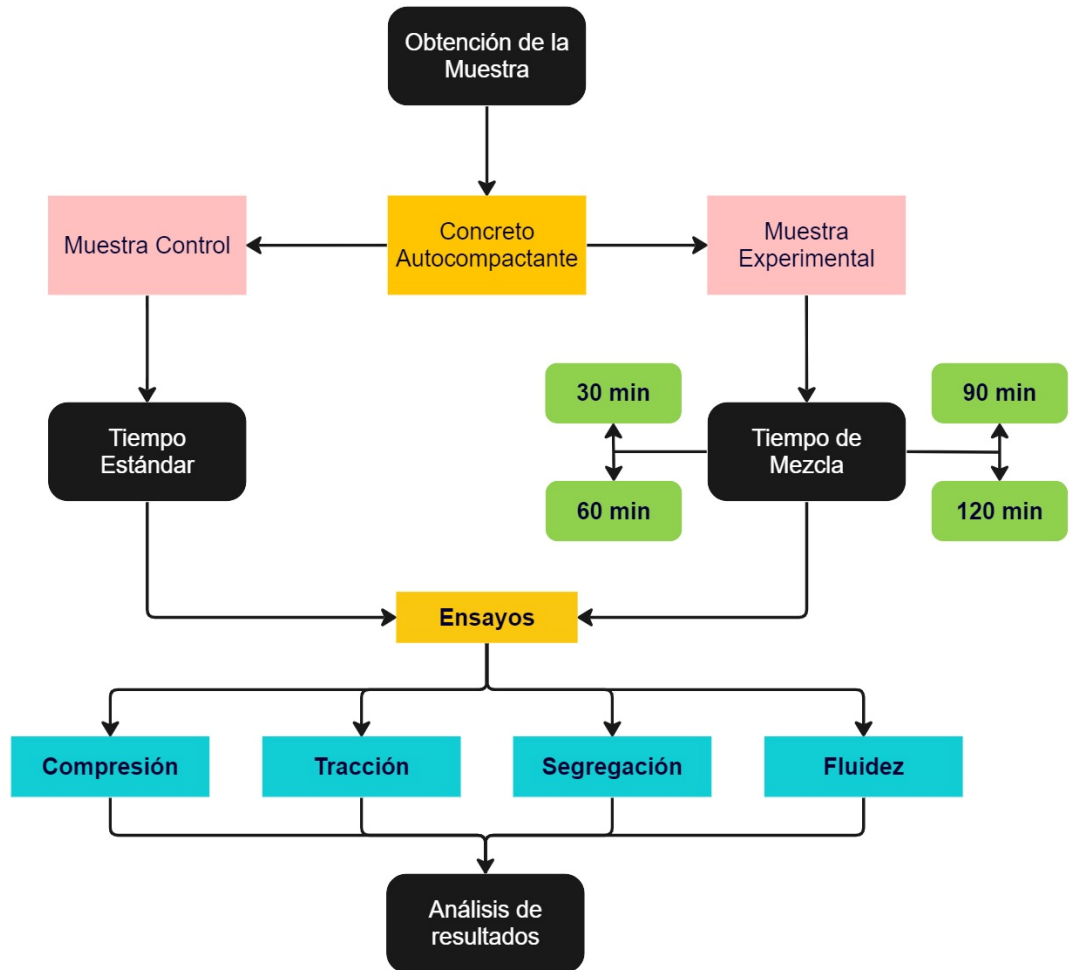 Obtención de la
Muestra
Muestra Control
Concreto
Autocompactante
Muestra
Experimental
Tiempo
Estándar
30 min
60 min
Tiempo de
Mezcla
90 min
120 min
Ensayos
Compresión
Tracción
Segregación
Fluidez
Análisis de
resultados